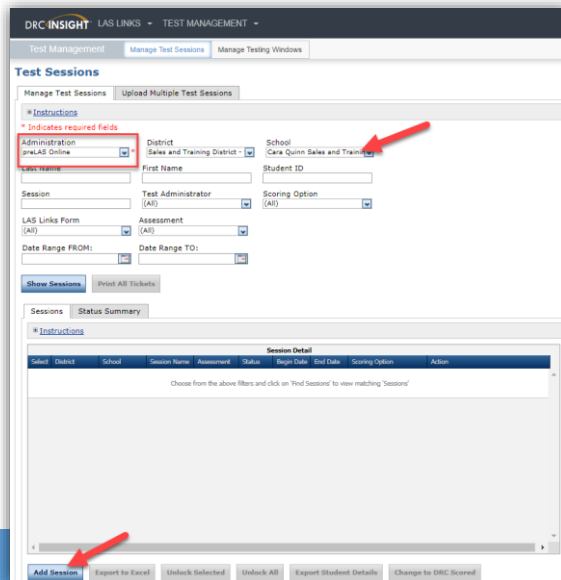 DRC INSIGHT LAS LINKS TEST MANAGEMENT
Test Management Manage Test Sessions Manage Testing Windows
Test Sessions
Manage Test Sessions Upload Multiple Test Sessions
Instructions
* Indicates required fields
Administration District School
preLAS Online * Sales and Training District - Cara Quinn Sales and Traini
Last Name First Name Student ID
Session Test Administrator Scoring Option
(All) (All)
LAS Links Form Assessment
(All) (All)
Date Range FROM: Date Range TO:
Show Sessions Print All Tickets
Sessions Status Summary
Instructions
Session Detail
Select District School Session Name Assessment Status Begin Date End Date Scoring Option Action
Choose from the above filters and click on 'Find Sessions' to view matching 'Sessions'
Add Session Export to Excel Unlock Selected Unlock All Export Student Details Change to DRC Scored